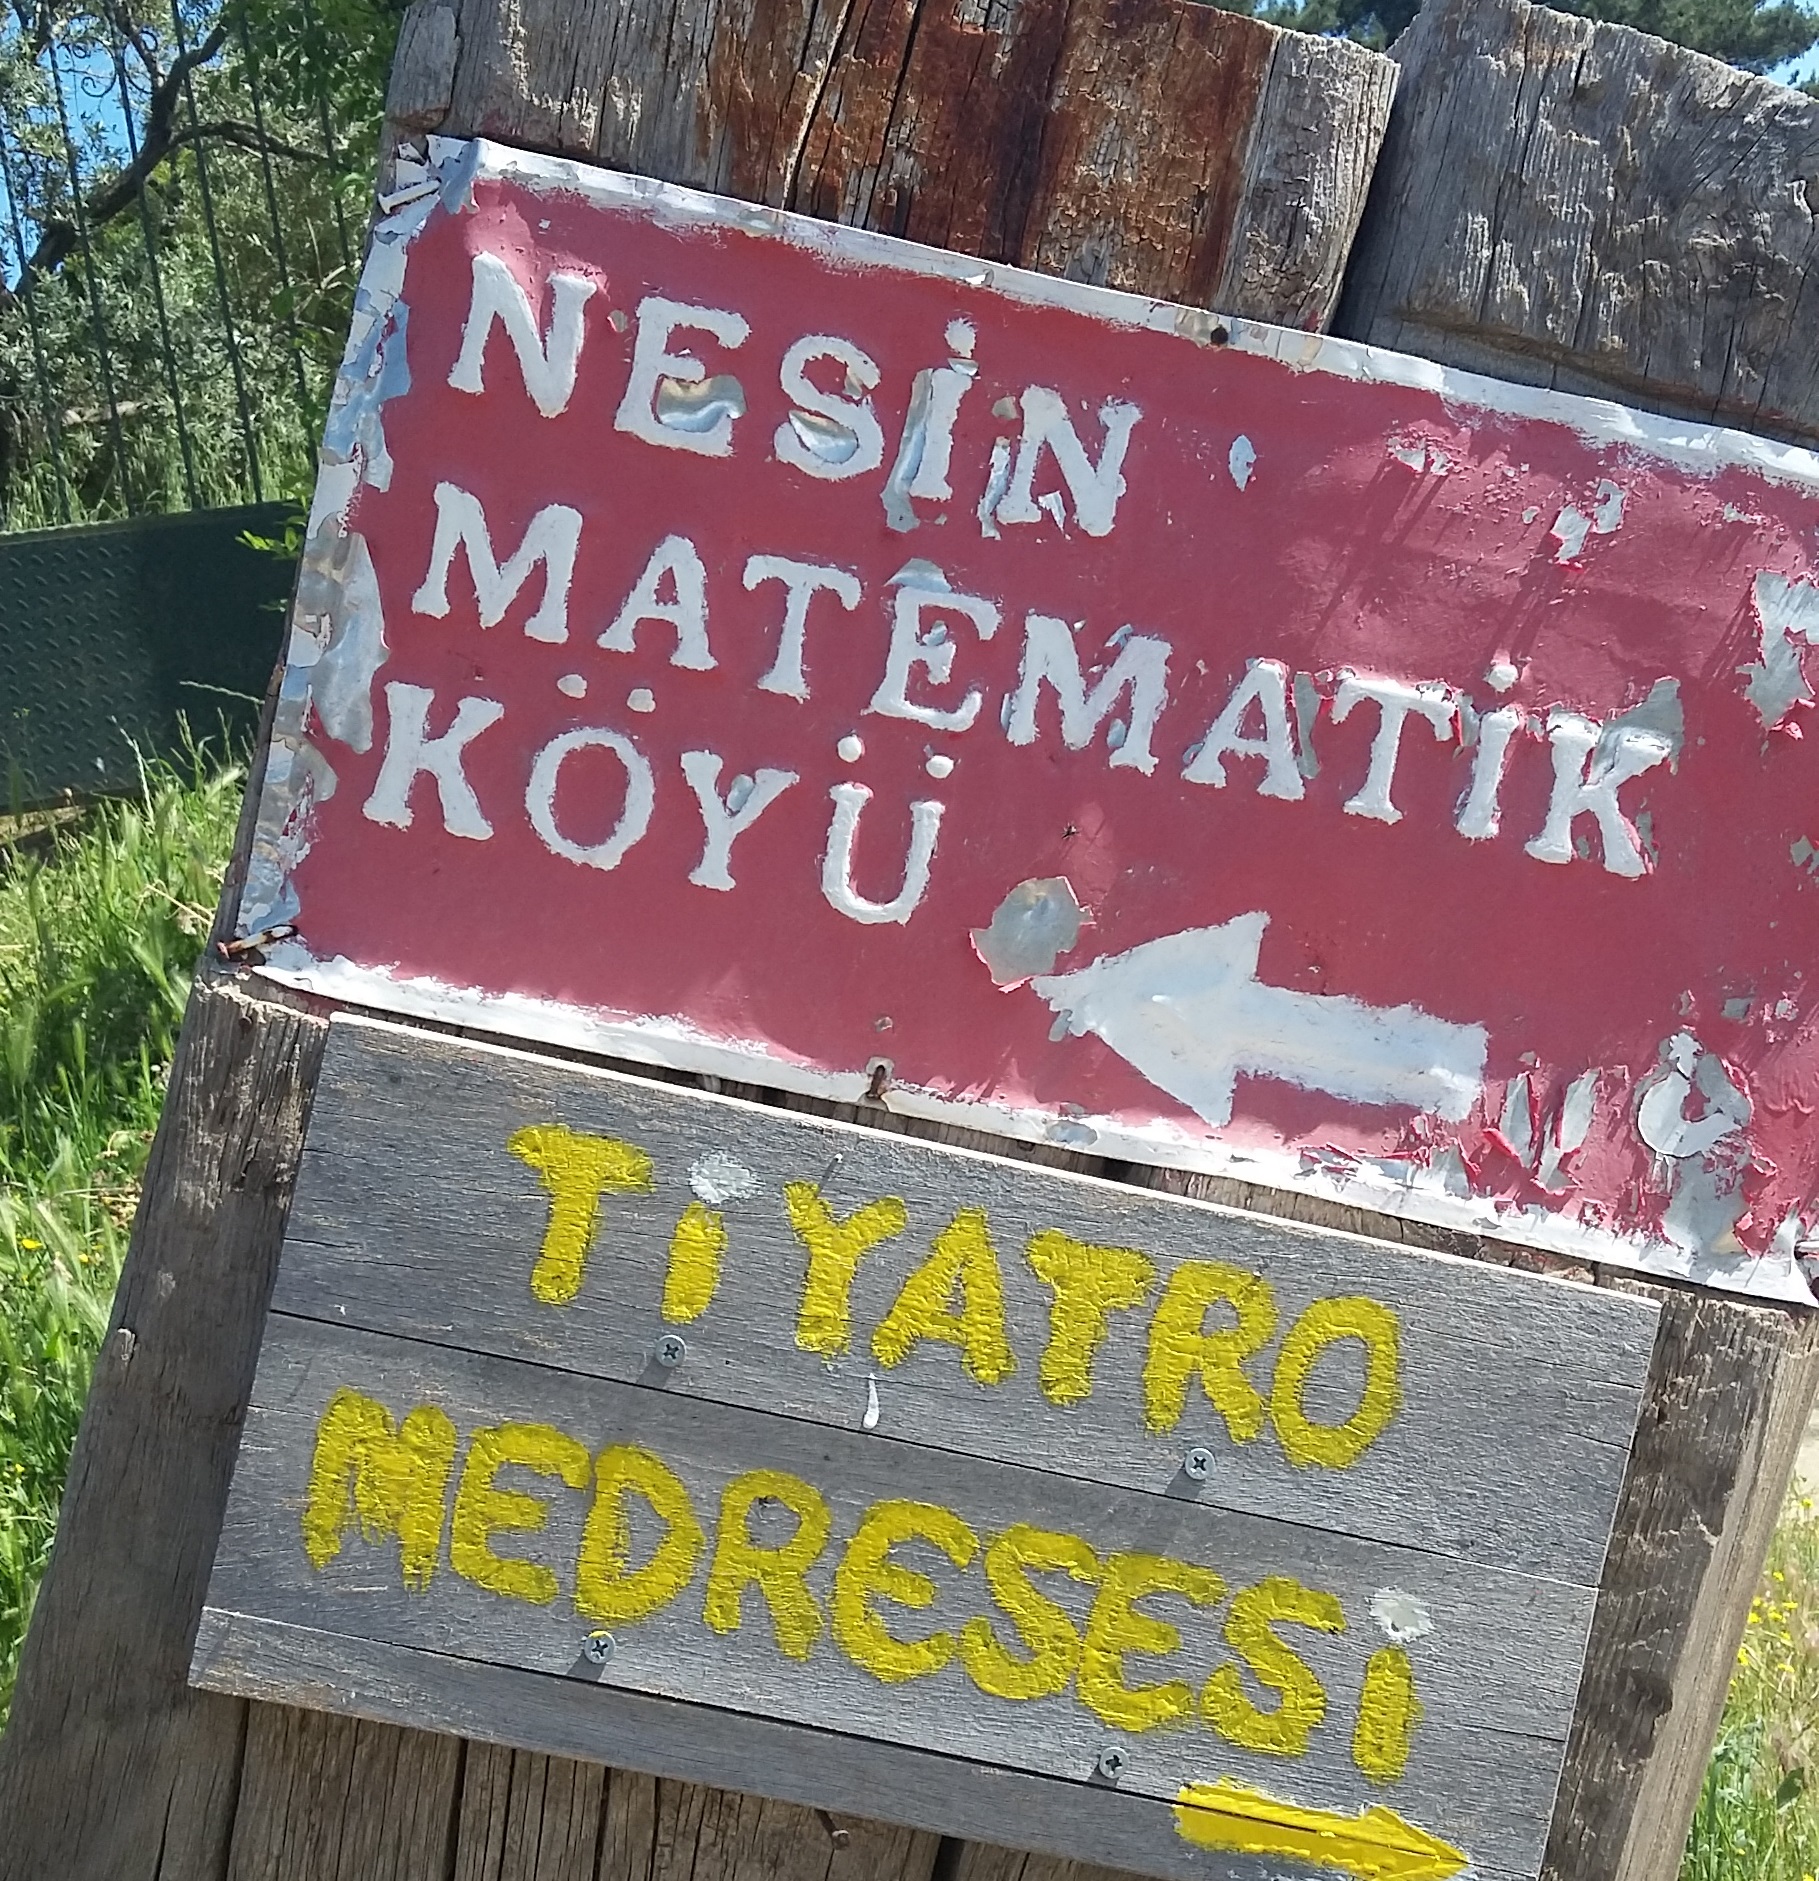 NESİN
MATEMATİK
KÖYÜ
TİYATRO
MEDRESESİ